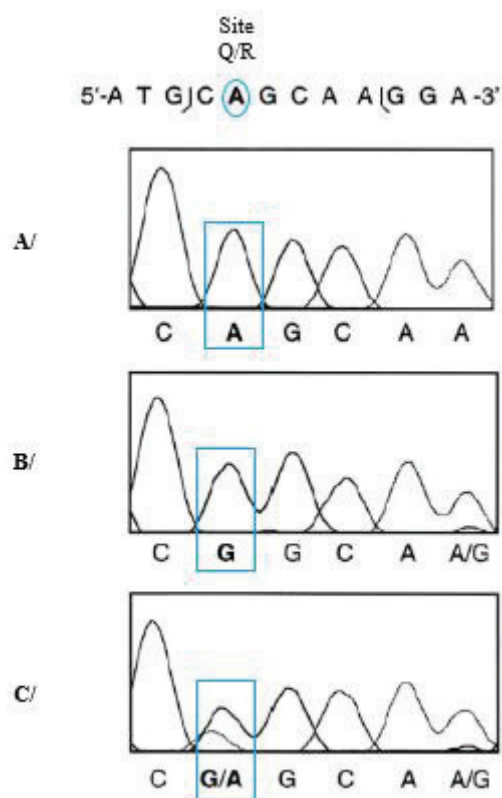 Site
Q/R
5'-A T G C A G C A A G G A -3'
A/
C A G C A A
B/
C G G C A A/G
C/
C G/A G C A A/G